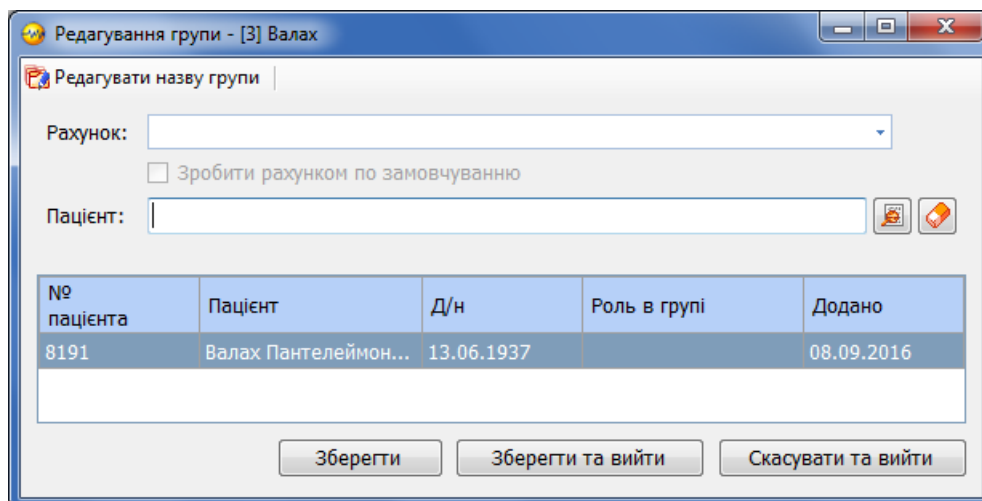 Редагування групи - [3] Валах
Редагувати назву групи
Рахунок:
Зробити рахунком по замовчуванню
Пацієнт:
№ пацієнта Пацієнт Д/н Роль в групі Додано
8191 Валах Пантелеймон... 13.06.1937 08.09.2016
Зберегти Зберегти та вийти Скасувати та вийти